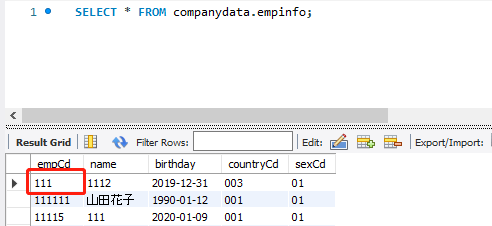 1 SELECT * FROM companydata.empinfo;
Result Grid Filter Rows: Edit: Export/Import:
empCd name birthday countryCd sexCd
111 1112 2019-12-31 003 01
111111 山田花子 1990-01-12 001 01
11115 111 2020-01-09 001 01